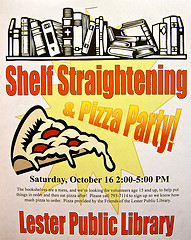 Shelf Straightening
& Pizza Party!
Saturday, October 16 2:00-5:00 PM
The bookshelves are a mess, and we're looking for volunteers age 15 and up, to help put
things in order and then eat pizza after! Please call 793-7114 to sign up so we know how
much pizza to order. Pizza provided by the Friends of the Lester Public Library
Lester Public Library